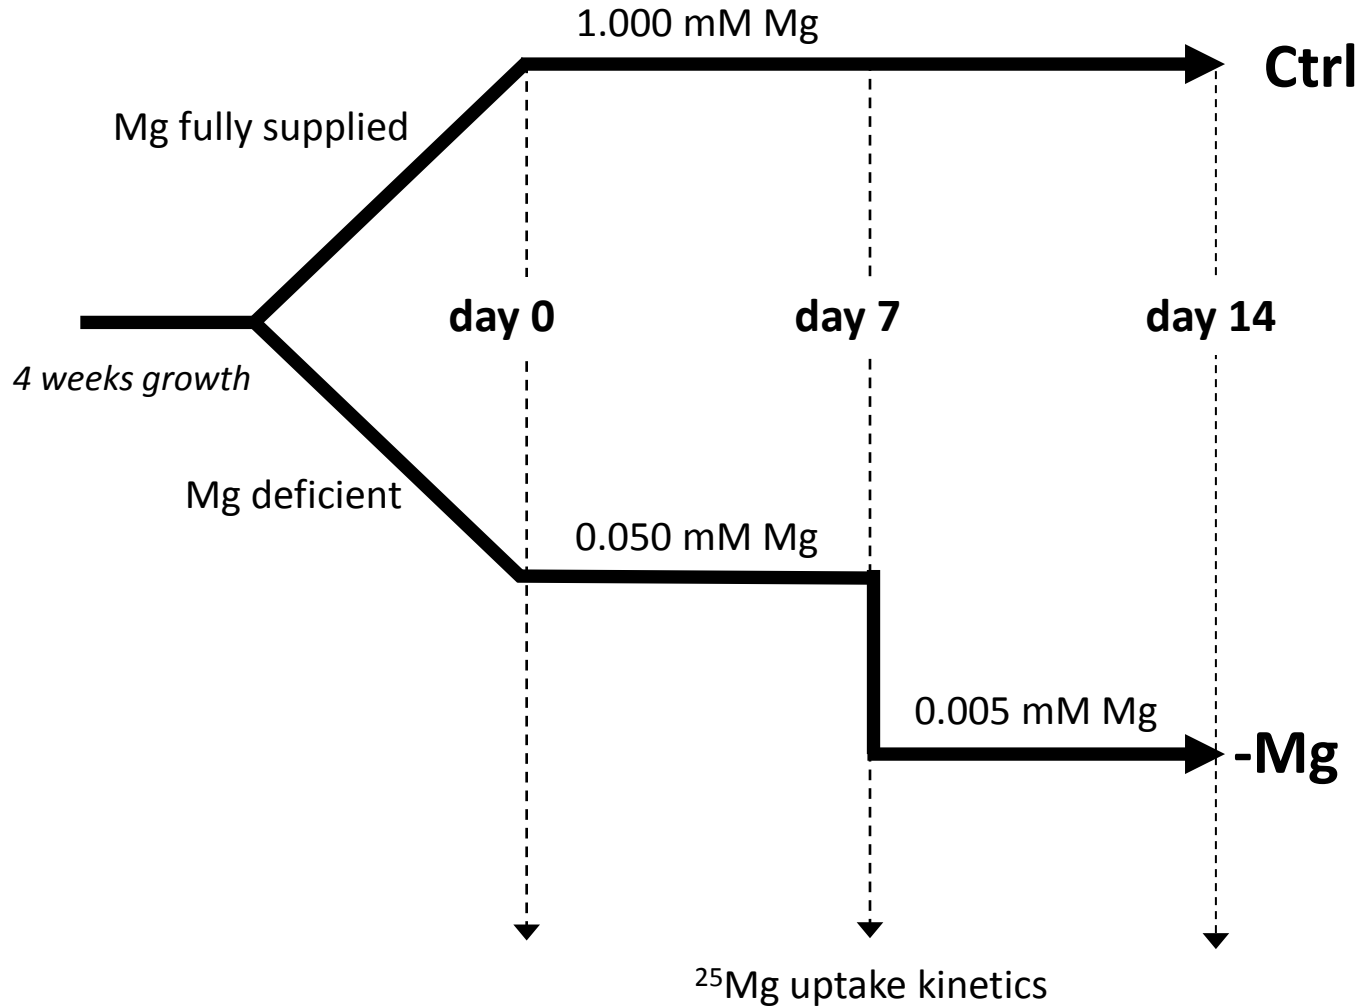 1.000 mM Mg
Ctrl
Mg fully supplied
day 0
day 7
day 14
4 weeks growth
Mg deficient
0.050 mM Mg
0.005 mM Mg
-Mg
²⁵Mg uptake kinetics